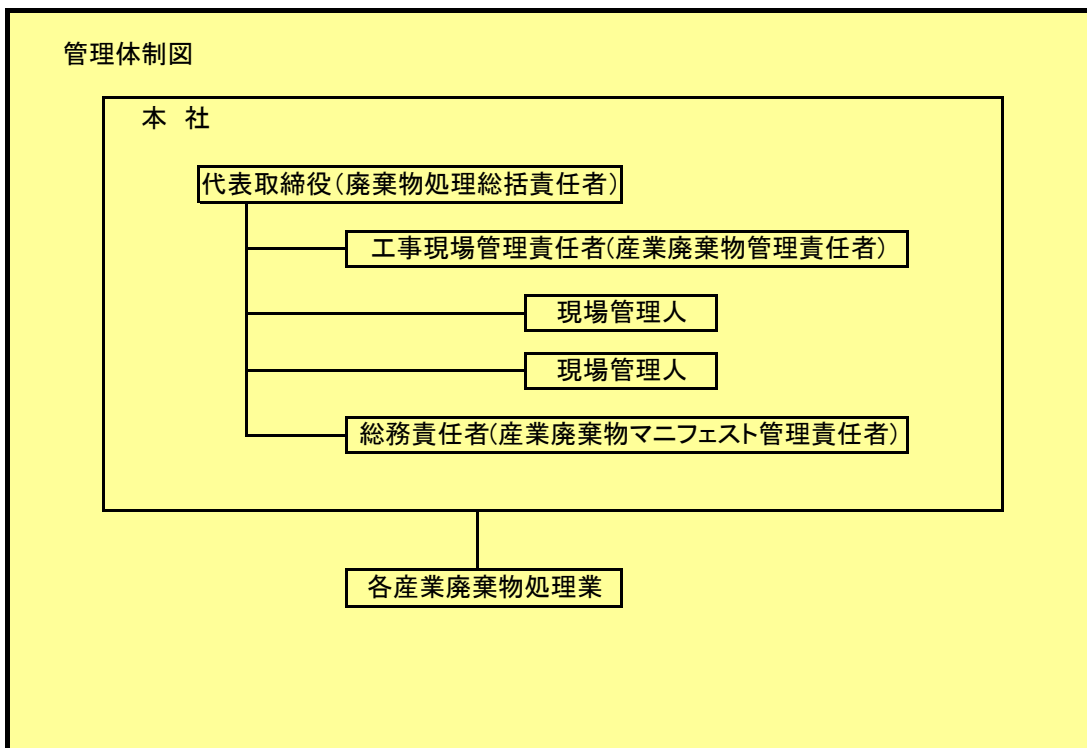 管理体制図
本 社
代表取締役(廃棄物処理総括責任者)
工事現場管理責任者(産業廃棄物管理責任者)
現場管理人
現場管理人
総務責任者(産業廃棄物マニフェスト管理責任者)
各産業廃棄物処理業